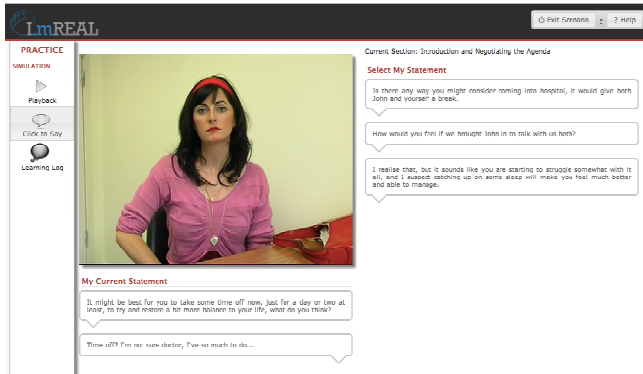 ImREAL
Exit Scenario
? Help
PRACTICE
SIMULATION
Playback
Click to Say
Learning Log
Current Section: Introduction and Negotiating the Agenda
Select My Statement
Is there any way you might consider coming into hospital, it would give both
John and yourself a break.
How would you feel if we brought John in to talk with us both?
I realise that, but it sounds like you are starting to struggle somewhat with it
all, and I suspect catching up on some sleep will make you feel much better
and able to manage.
My Current Statement
It might be best for you to take some time off now, just for a day or two at
least, to try and restore a bit more balance to your life, what do you think?
Time off? I'm not sure doctor, I've so much to do...